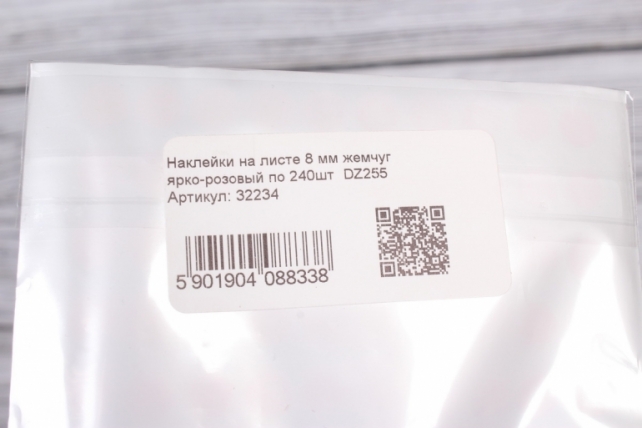 Наклейки на листе 8 мм жемчуг
ярко-розовый по 240шт DZ255
Артикул: 32234
5 901904 088338